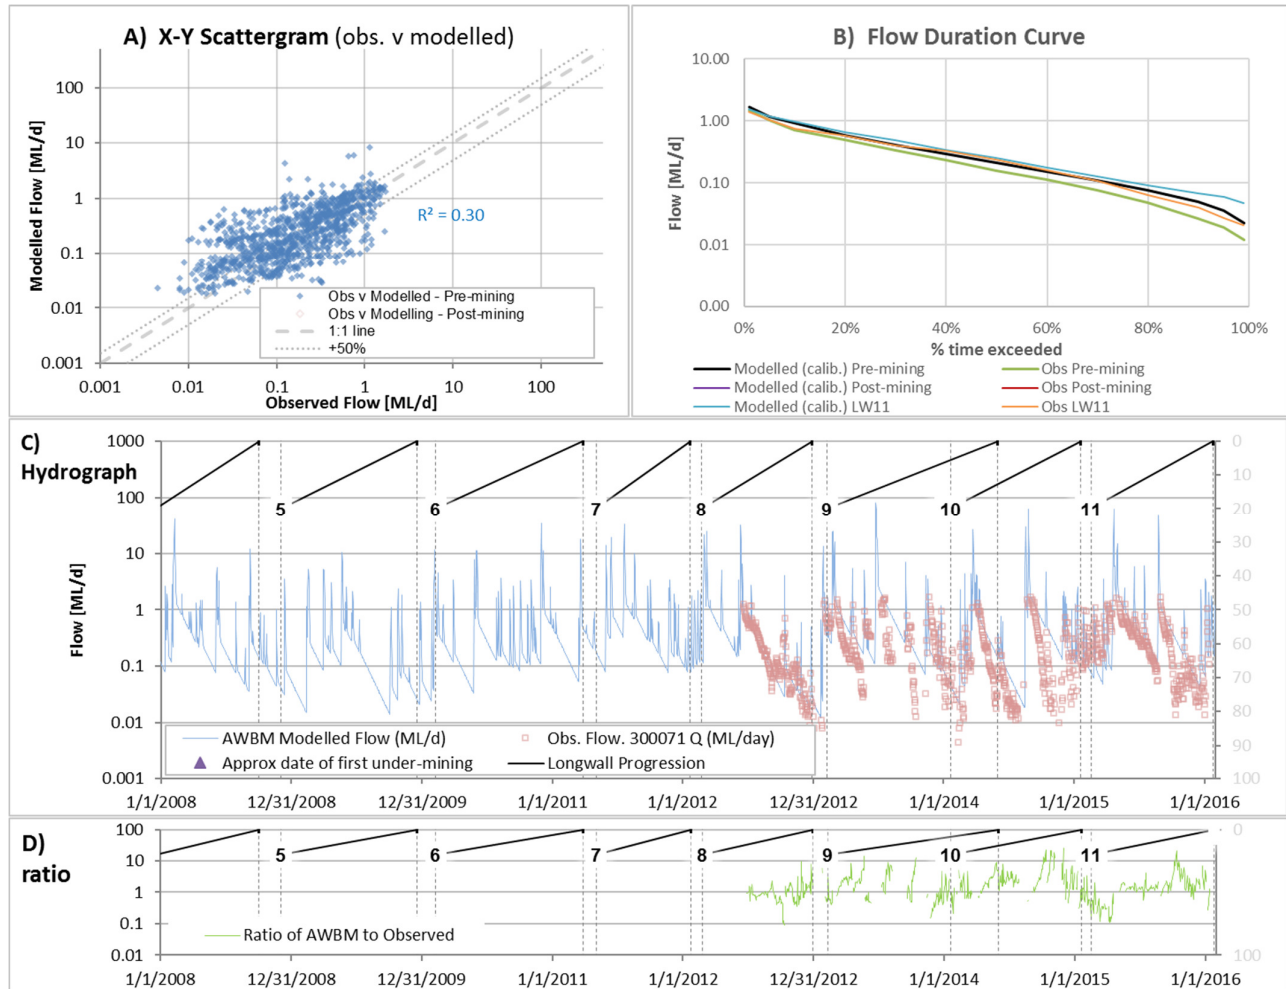 A) X-Y Scattergram (obs. v modelled)
Modelled Flow [ML/d]
100
10
1
0.1
0.01
0.001
R² = 0.30
Obs v Modelled - Pre-mining
Obs v Modelling - Post-mining
1:1 line
+50%
0.001 0.01 0.1 1 10 100
Observed Flow [ML/d]
B) Flow Duration Curve
Flow [ML/d]
10.00
1.00
0.10
0.01
0.00
0% 20% 40% 60% 80% 100%
% time exceeded
Modelled (calib.) Pre-mining Obs Pre-mining
Modelled (calib.) Post-mining Obs Post-mining
Modelled (calib.) LW11 Obs LW11
C)
Hydrograph
Flow [ML/d]
1000
100
10
1
0.1
0.01
0.001
5 6 7 8 9 10 11
0
10
20
30
40
50
60
70
80
90
100
AWBM Modelled Flow (ML/d) Obs. Flow. 300071 Q (ML/day)
Approx date of first under-mining Longwall Progression
1/1/2008 12/31/2008 12/31/2009 1/1/2011 1/1/2012 12/31/2012 1/1/2014 1/1/2015 1/1/2016
D)
ratio
100
10
1
0.1
0.01
5 6 7 8 9 10 11
0
100
Ratio of AWBM to Observed
1/1/2008 12/31/2008 12/31/2009 1/1/2011 1/1/2012 12/31/2012 1/1/2014 1/1/2015 1/1/2016